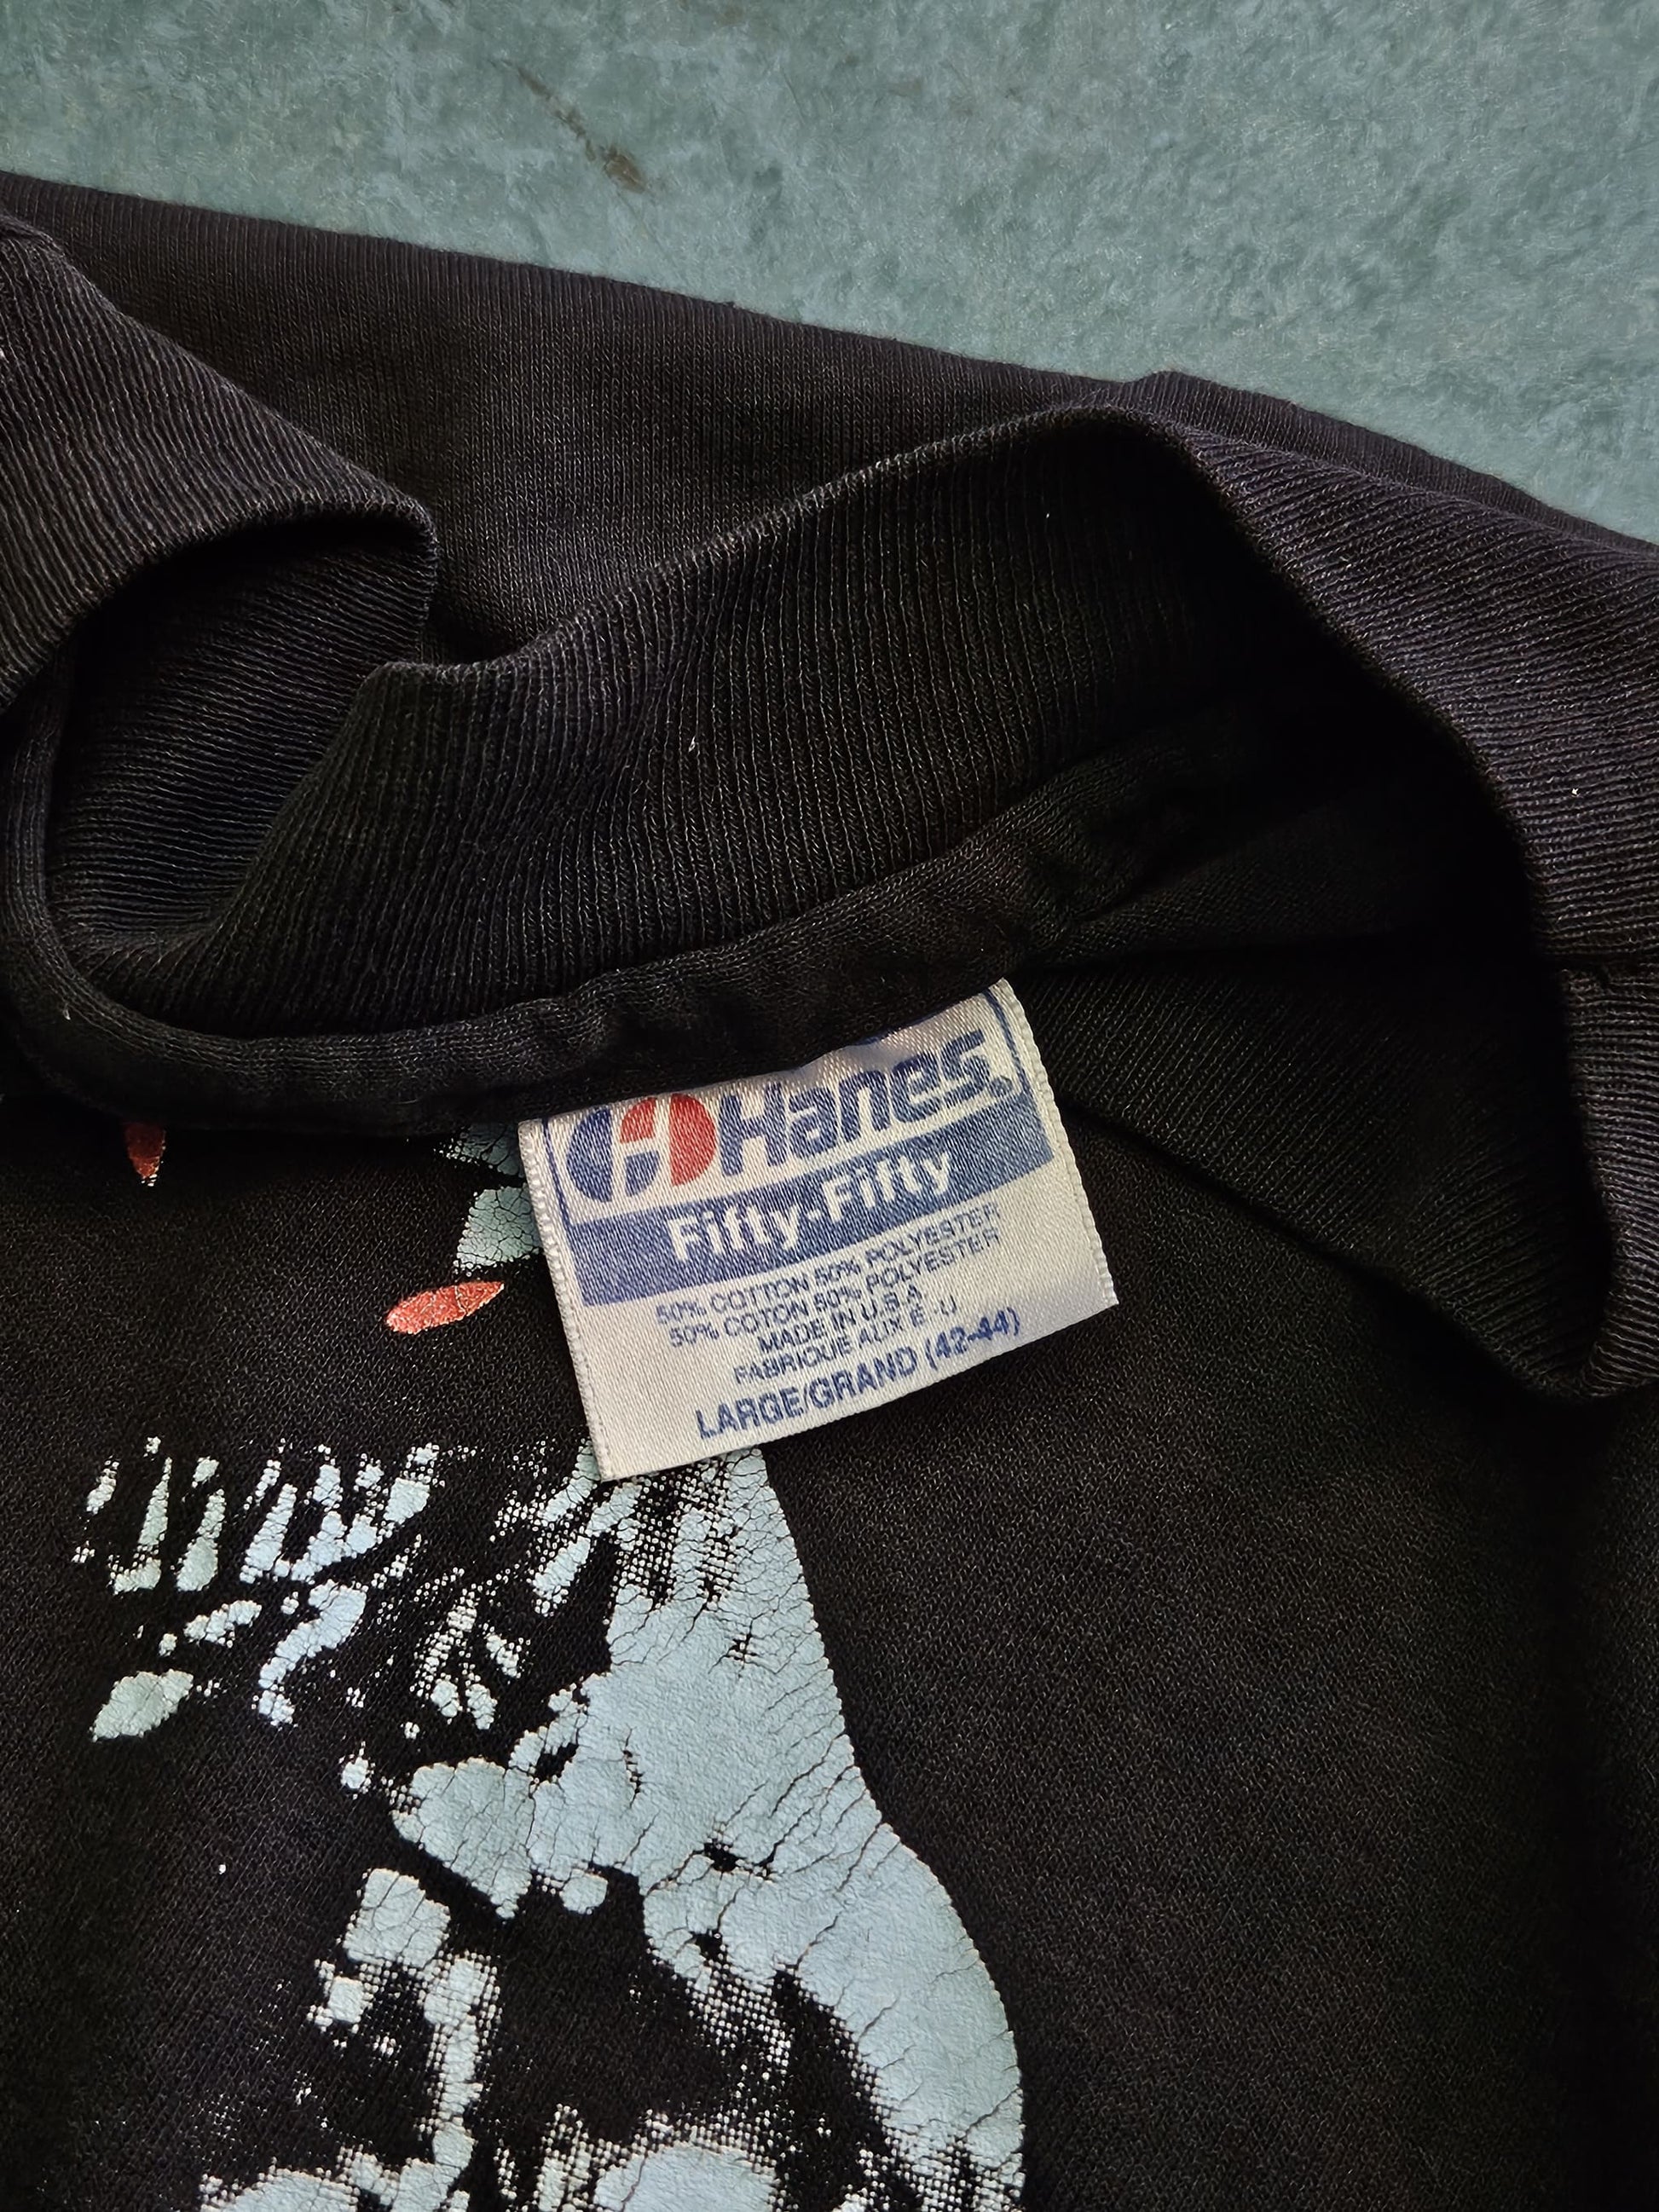 Hanes®
Fifty-Fifty
50% COTTON 50% POLYESTER
50% COTON 50% POLYESTER
MADE IN U.S.A
FABRIQUE AUX E.-U
LARGE/GRAND (42-44)